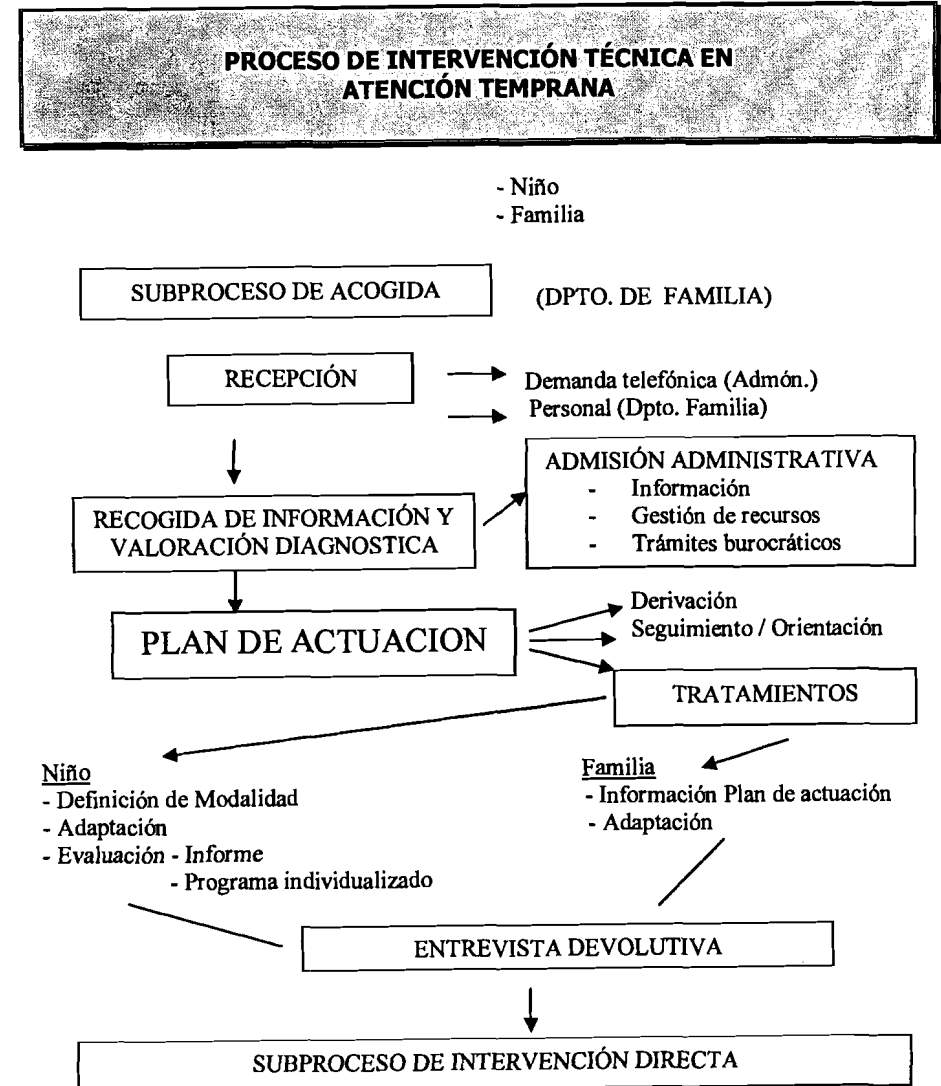 PROCESO DE INTERVENCIÓN TÉCNICA EN
ATENCIÓN TEMPRANA
- Niño
- Familia
SUBPROCESO DE ACOGIDA
(DPTO. DE FAMILIA)
RECEPCIÓN
Demanda telefónica (Admón.)
Personal (Dpto. Familia)
ADMISIÓN ADMINISTRATIVA
- Información
- Gestión de recursos
- Trámites burocráticos
RECOGIDA DE INFORMACIÓN Y
VALORACIÓN DIAGNOSTICA
PLAN DE ACTUACION
Derivación
Seguimiento / Orientación
TRATAMIENTOS
Niño
- Definición de Modalidad
- Adaptación
- Evaluación - Informe
- Programa individualizado
Familia
- Información Plan de actuación
- Adaptación
ENTREVISTA DEVOLUTIVA
SUBPROCESO DE INTERVENCIÓN DIRECTA